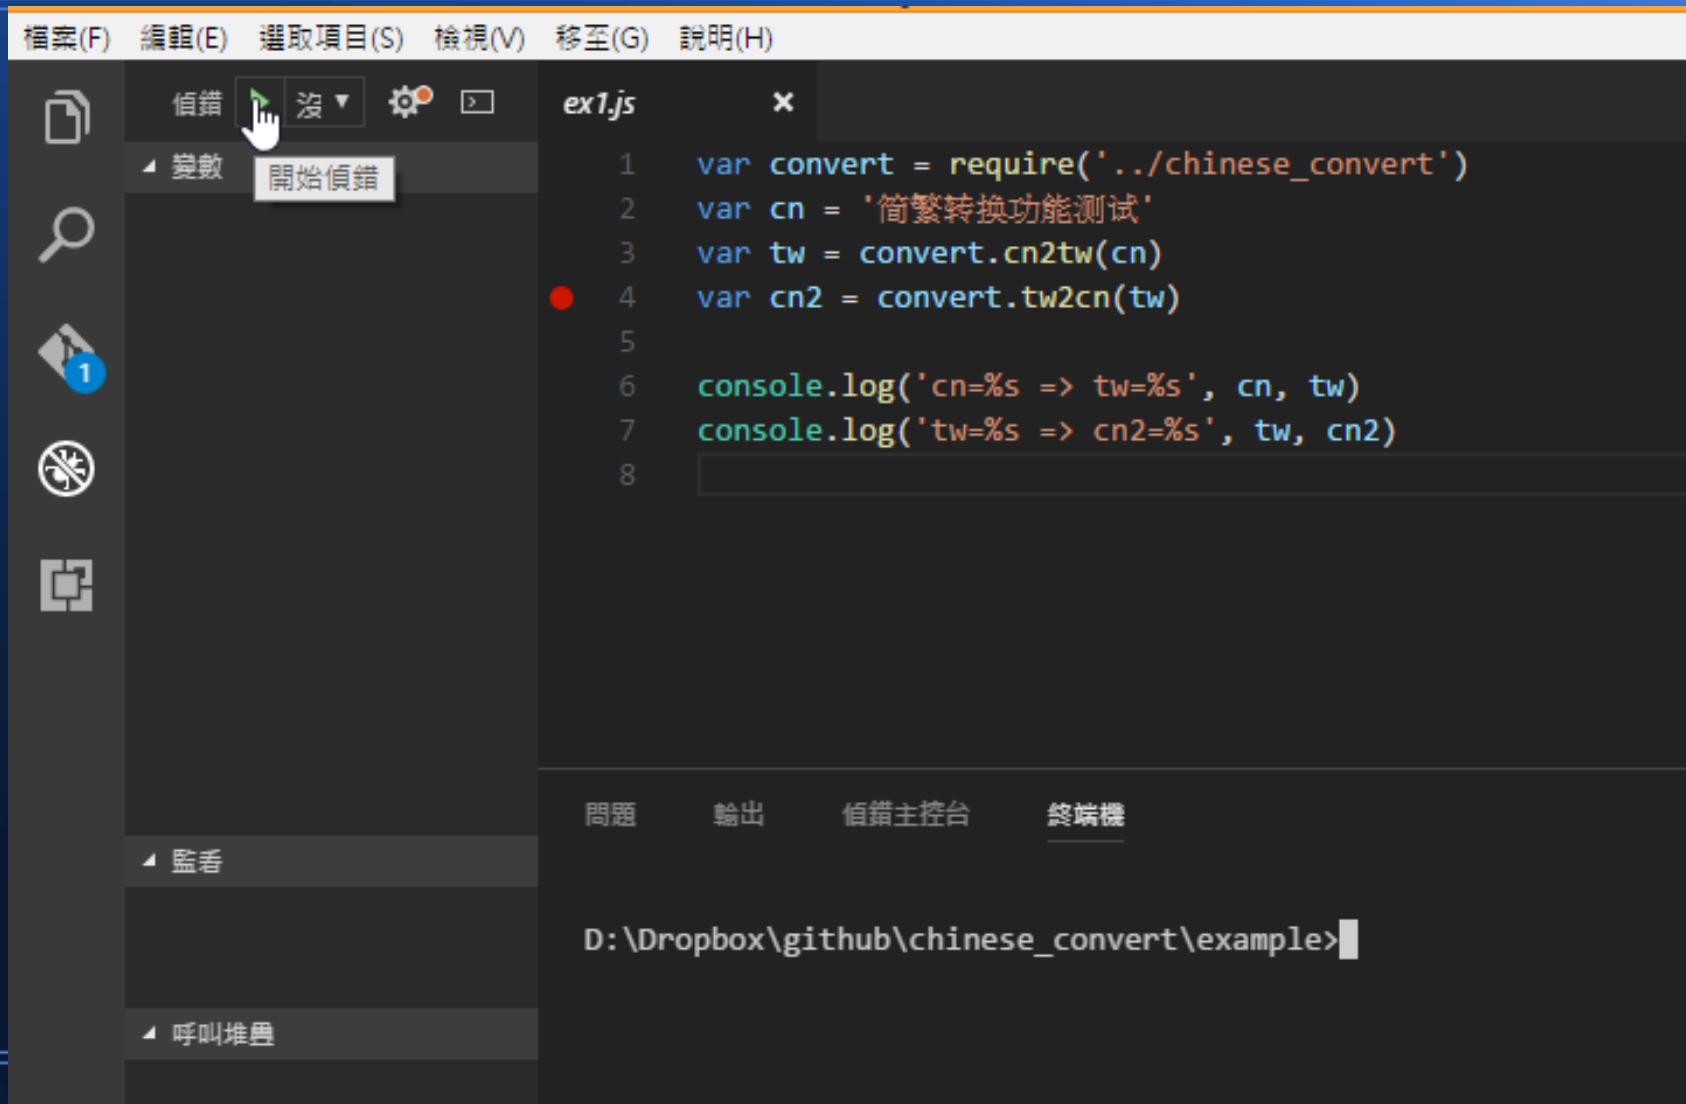 檔案(F) 編輯(E) 選取項目(S) 檢視(V) 移至(G) 說明(H)
偵錯 沒 ▼
開始偵錯
變數
監看
呼叫堆疊
1
ex1.js ×
1 var convert = require('../chinese_convert')
2 var cn = '简繁转换功能测试'
3 var tw = convert.cn2tw(cn)
4 var cn2 = convert.tw2cn(tw)
5
6 console.log('cn=%s => tw=%s', cn, tw)
7 console.log('tw=%s => cn2=%s', tw, cn2)
8
問題 輸出 偵錯主控台 終端機
D:\Dropbox\github\chinese_convert\example>